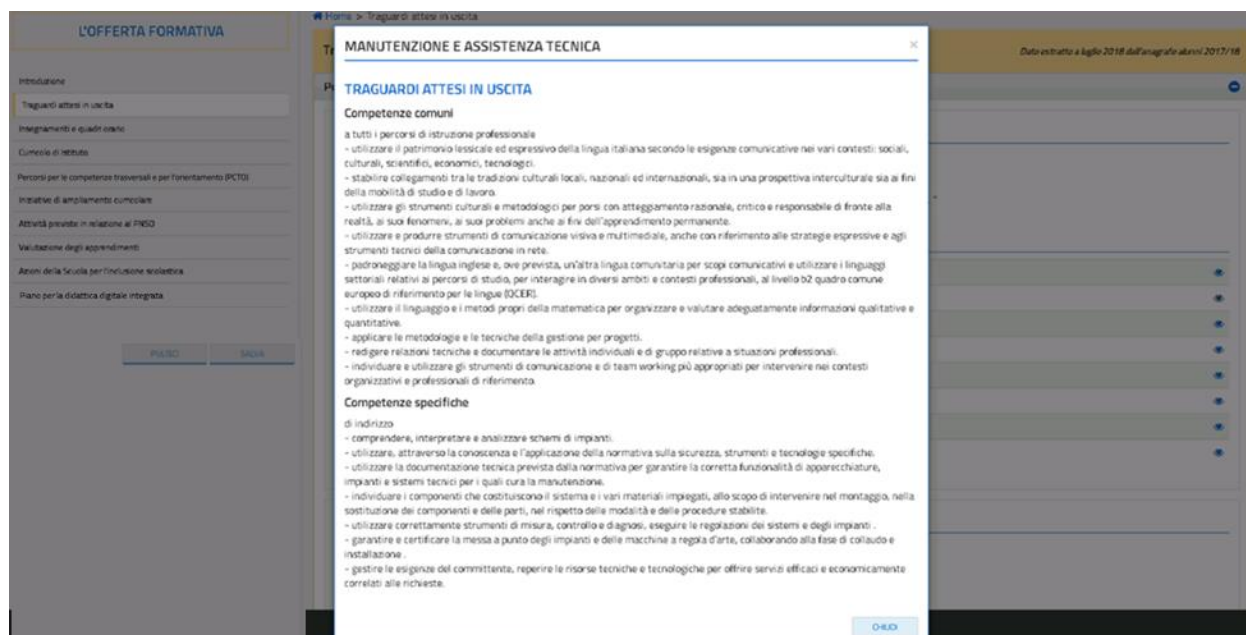 L'OFFERTA FORMATIVA
Introduzione
Traguardi attesi in uscita
Insegnamenti e quadri orario
Curricolo di Istituto
Percorsi per le competenze trasversali e per l'orientamento (PCTO)
Iniziative di ampliamento curricolare
Attività previste in relazione al PNSD
Valutazione degli apprendimenti
Azioni della Scuola per l'inclusione scolastica
Piano per la didattica digitale integrata
PULISCI SALVA
Home > Traguardi attesi in uscita
Tr
Dato estratto a luglio 2018 dall'anagrafe alunni 2017/18
MANUTENZIONE E ASSISTENZA TECNICA ×
TRAGUARDI ATTESI IN USCITA
Competenze comuni
a tutti i percorsi di istruzione professionale
- utilizzare il patrimonio lessicale ed espressivo della lingua italiana secondo le esigenze comunicative nei vari contesti: sociali,
culturali, scientifici, economici, tecnologici.
- stabilire collegamenti tra le tradizioni culturali locali, nazionali ed internazionali, sia in una prospettiva interculturale sia ai fini
della mobilità di studio e di lavoro.
- utilizzare gli strumenti culturali e metodologici per porsi con atteggiamento razionale, critico e responsabile di fronte alla
realtà, ai suoi fenomeni, ai suoi problemi anche ai fini dell'apprendimento permanente.
- utilizzare e produrre strumenti di comunicazione visiva e multimediale, anche con riferimento alle strategie espressive e agli
strumenti tecnici della comunicazione in rete.
- padroneggiare la lingua inglese e, ove prevista, un'altra lingua comunitaria per scopi comunicativi e utilizzare i linguaggi
settoriali relativi ai percorsi di studio, per interagire in diversi ambiti e contesti professionali, al livello b2 quadro comune
europeo di riferimento per le lingue (QCER).
- utilizzare il linguaggio e i metodi propri della matematica per organizzare e valutare adeguatamente informazioni qualitative e
quantitative.
- applicare le metodologie e le tecniche della gestione per progetti.
- redigere relazioni tecniche e documentare le attività individuali e di gruppo relative a situazioni professionali.
- individuare e utilizzare gli strumenti di comunicazione e di team working più appropriati per intervenire nei contesti
organizzativi e professionali di riferimento.
Competenze specifiche
di indirizzo
- comprendere, interpretare e analizzare schemi di impianti.
- utilizzare, attraverso la conoscenza e l'applicazione della normativa sulla sicurezza, strumenti e tecnologie specifiche.
- utilizzare la documentazione tecnica prevista dalla normativa per garantire la corretta funzionalità di apparecchiature,
impianti e sistemi tecnici per i quali cura la manutenzione.
- individuare i componenti che costituiscono il sistema e i vari materiali impiegati, allo scopo di intervenire nel montaggio, nella
sostituzione dei componenti e delle parti, nel rispetto delle modalità e delle procedure stabilite.
- utilizzare correttamente strumenti di misura, controllo e diagnosi, eseguire le regolazioni dei sistemi e degli impianti .
- garantire e certificare la messa a punto degli impianti e delle macchine a regola d'arte, collaborando alla fase di collaudo e
installazione .
- gestire le esigenze del committente, reperire le risorse tecniche e tecnologiche per offrire servizi efficaci e economicamente
correlati alle richieste.
CHIUDI